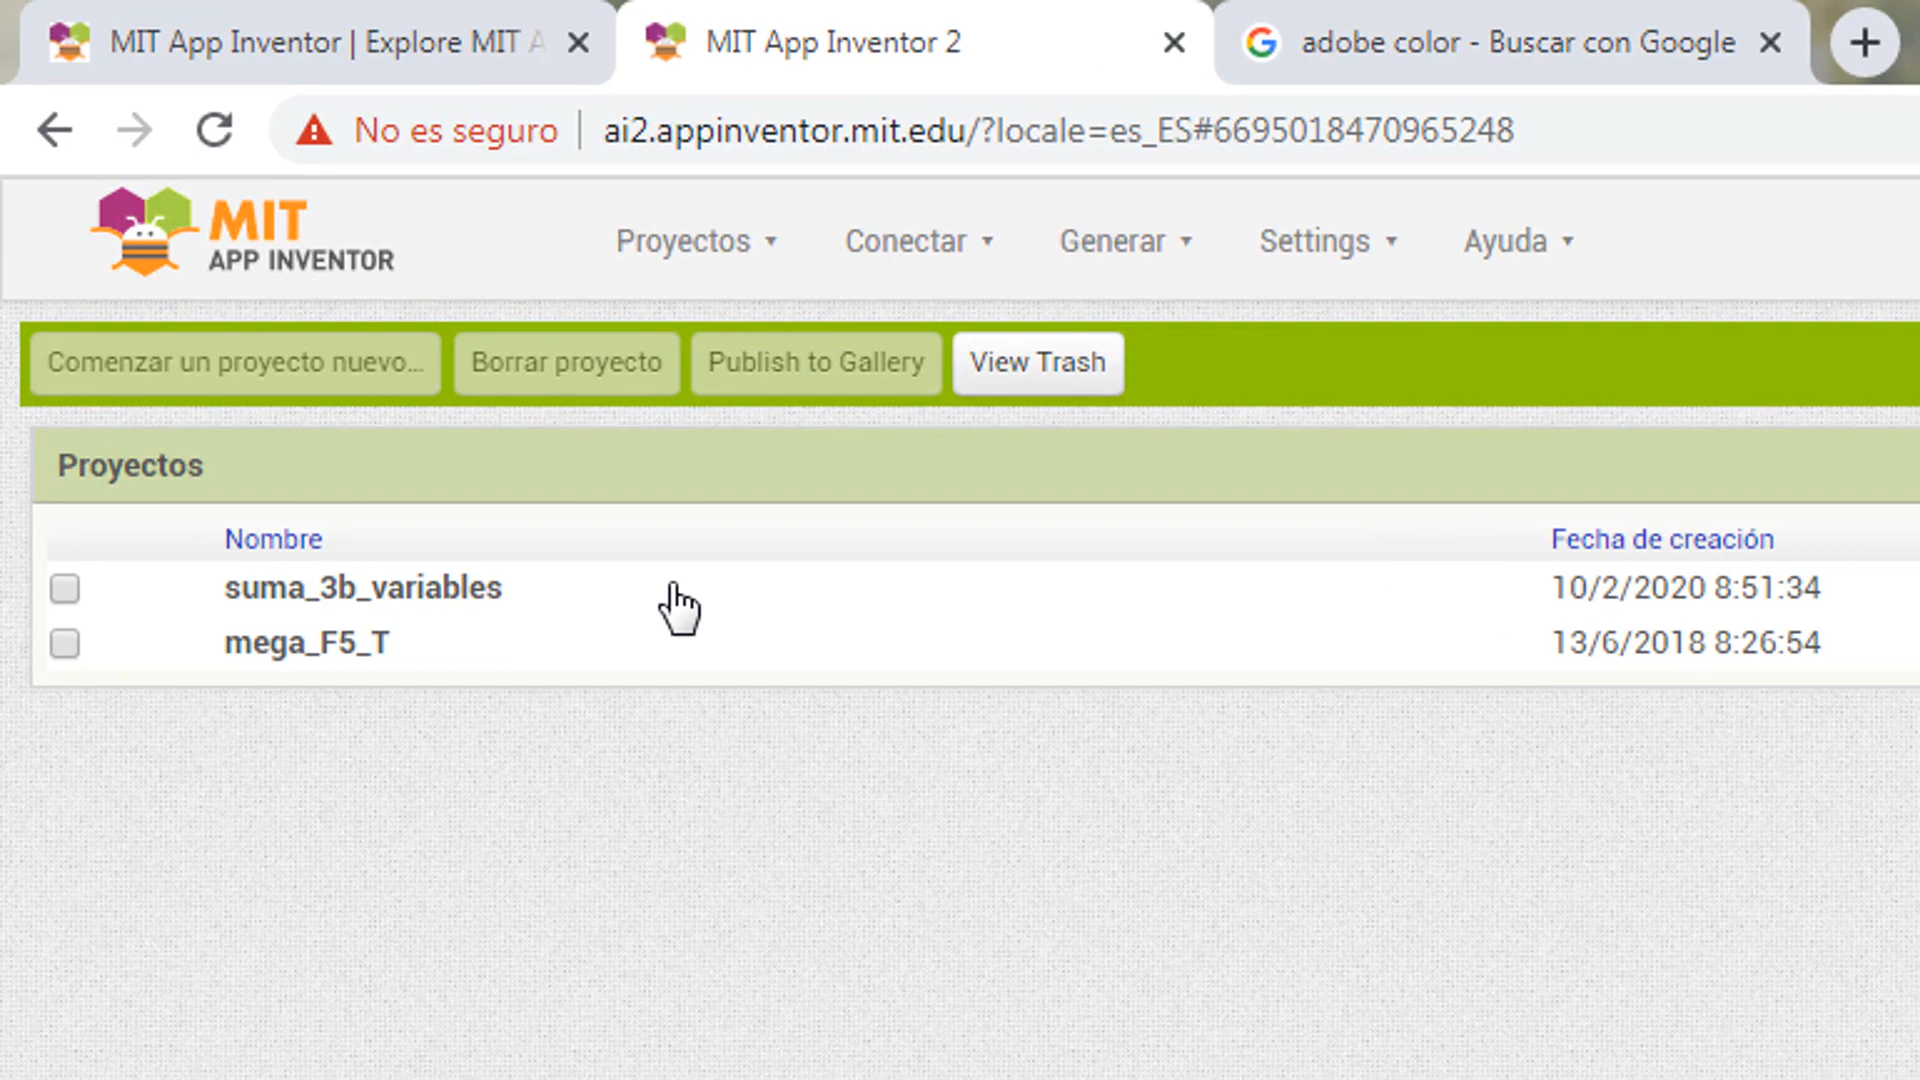 MIT App Inventor | Explore MIT A
MIT App Inventor 2
adobe color - Buscar con Google
No es seguro
ai2.appinventor.mit.edu/?locale=es_ES#6695018470965248
MIT
APP INVENTOR
Proyectos
Conectar
Generar
Settings
Ayuda
Comenzar un proyecto nuevo...
Borrar proyecto
Publish to Gallery
View Trash
Proyectos
Nombre
Fecha de creación
suma_3b_variables
10/2/2020 8:51:34
mega_F5_T
13/6/2018 8:26:54